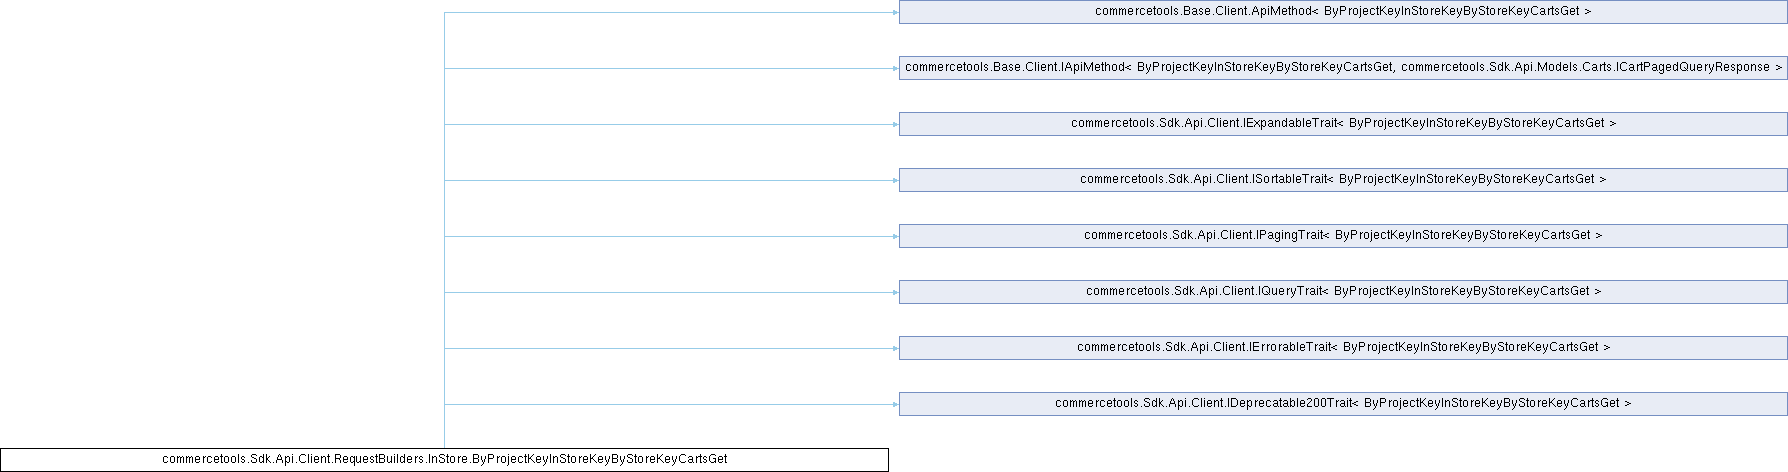 commercetools.Base.Client.ApiMethod< ByProjectKeyInStoreKeyByStoreKeyCartsGet >
commercetools.Base.Client.IApiMethod< ByProjectKeyInStoreKeyByStoreKeyCartsGet, commercetools.Sdk.Api.Models.Carts.ICartPagedQueryResponse >
commercetools.Sdk.Api.Client.IExpandableTrait< ByProjectKeyInStoreKeyByStoreKeyCartsGet >
commercetools.Sdk.Api.Client.ISortableTrait< ByProjectKeyInStoreKeyByStoreKeyCartsGet >
commercetools.Sdk.Api.Client.IPagingTrait< ByProjectKeyInStoreKeyByStoreKeyCartsGet >
commercetools.Sdk.Api.Client.IQueryTrait< ByProjectKeyInStoreKeyByStoreKeyCartsGet >
commercetools.Sdk.Api.Client.IErrorableTrait< ByProjectKeyInStoreKeyByStoreKeyCartsGet >
commercetools.Sdk.Api.Client.IDeprecatable200Trait< ByProjectKeyInStoreKeyByStoreKeyCartsGet >
commercetools.Sdk.Api.Client.RequestBuilders.InStore.ByProjectKeyInStoreKeyByStoreKeyCartsGet